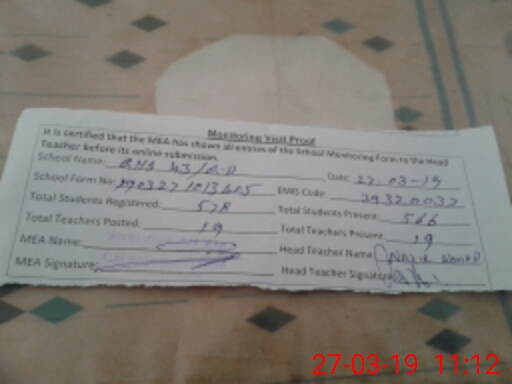 Monitoring Visit Proof
It is certified that the MEA has shown all entries of the School Monitoring Form to the Head
Teacher before its online submission.
School Name: GHS 43/ Date: 27-03-19
School Form No: EMIS Code: 39320037
Total Students Registered: 578 Total Students Present: 566
Total Teachers Posted: 19 Total Teachers Present: 19
MEA Name: Head Teacher Name:
MEA Signature: Head Teacher Signature
27-03-19 11:12